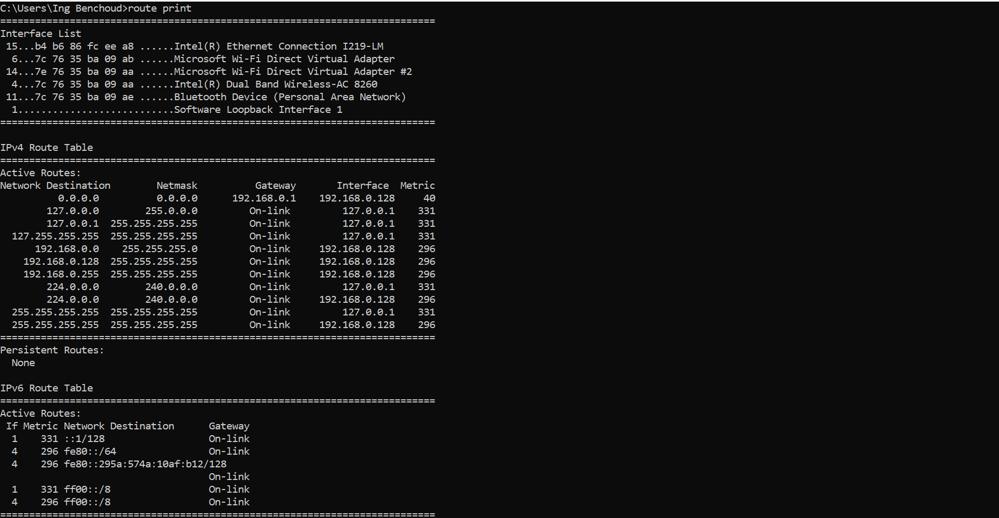 C:\Users\Ing Benchoud>route print
===========================================================================
Interface List
 15...b4 b6 86 fc ee a8 ......Intel(R) Ethernet Connection I219-LM
  6...7c 76 35 ba 09 ab ......Microsoft Wi-Fi Direct Virtual Adapter
 14...7e 76 35 ba 09 aa ......Microsoft Wi-Fi Direct Virtual Adapter #2
  4...7c 76 35 ba 09 aa ......Intel(R) Dual Band Wireless-AC 8260
 11...7c 76 35 ba 09 ae ......Bluetooth Device (Personal Area Network)
  1...........................Software Loopback Interface 1
===========================================================================

IPv4 Route Table
===========================================================================
Active Routes:
Network Destination        Netmask          Gateway       Interface  Metric
          0.0.0.0          0.0.0.0      192.168.0.1    192.168.0.128     40
        127.0.0.0        255.0.0.0         On-link         127.0.0.1    331
        127.0.0.1  255.255.255.255         On-link         127.0.0.1    331
  127.255.255.255  255.255.255.255         On-link         127.0.0.1    331
      192.168.0.0    255.255.255.0         On-link     192.168.0.128    296
    192.168.0.128  255.255.255.255         On-link     192.168.0.128    296
    192.168.0.255  255.255.255.255         On-link     192.168.0.128    296
        224.0.0.0        240.0.0.0         On-link         127.0.0.1    331
        224.0.0.0        240.0.0.0         On-link     192.168.0.128    296
  255.255.255.255  255.255.255.255         On-link         127.0.0.1    331
  255.255.255.255  255.255.255.255         On-link     192.168.0.128    296
===========================================================================
Persistent Routes:
  None

IPv6 Route Table
===========================================================================
Active Routes:
 If Metric Network Destination      Gateway
  1    331 ::1/128                  On-link
  4    296 fe80::/64                On-link
  4    296 fe80::295a:574a:10af:b12/128
                                    On-link
  1    331 ff00::/8                 On-link
  4    296 ff00::/8                 On-link
===========================================================================